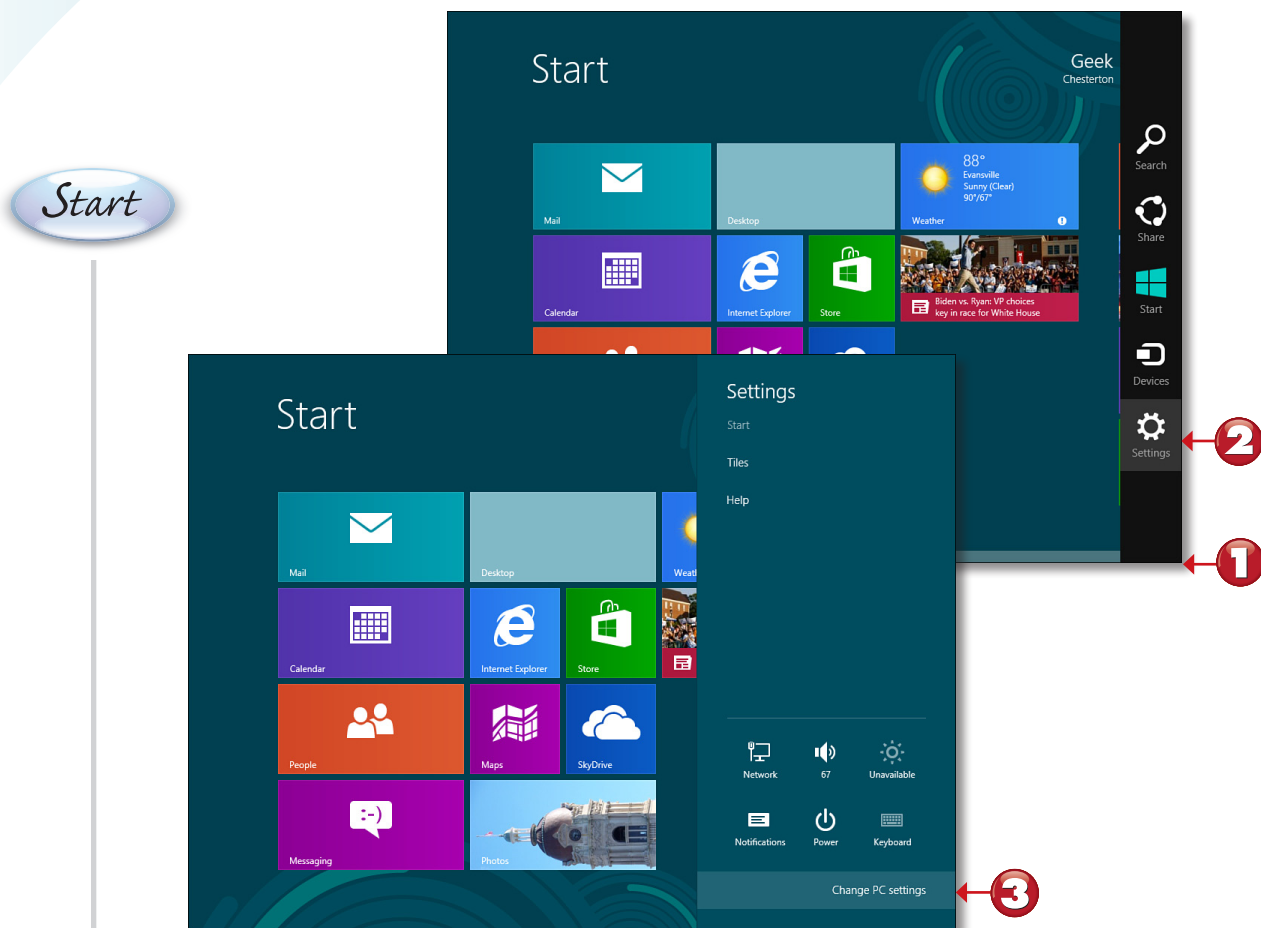 Start
Geek
Chesterton
Search
Share
Start
Devices
Settings
88°
Evansville
Sunny (Clear)
90°/67°
Mail
Desktop
Weather
Calendar
Internet Explorer
Store
Biden vs. Ryan: VP choices
key in race for White House
2
1
Start
Start
Mail
Desktop
Calendar
Internet Explorer
Store
People
Maps
SkyDrive
Messaging
Photos
:-)
Settings
Start
Tiles
Help
Network
67
Unavailable
Notifications
Power
Keyboard
Change PC settings
3